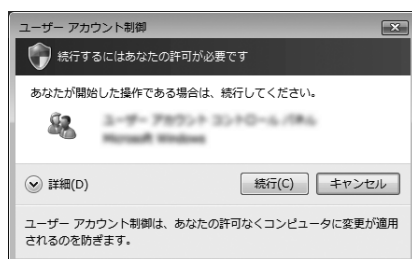 ユーザー アカウント制御
続行するにはあなたの許可が必要です
あなたが開始した操作である場合は、続行してください。
詳細(D)
続行(C)
キャンセル
ユーザー アカウント制御は、あなたの許可なくコンピュータに変更が適用
されるのを防ぎます。